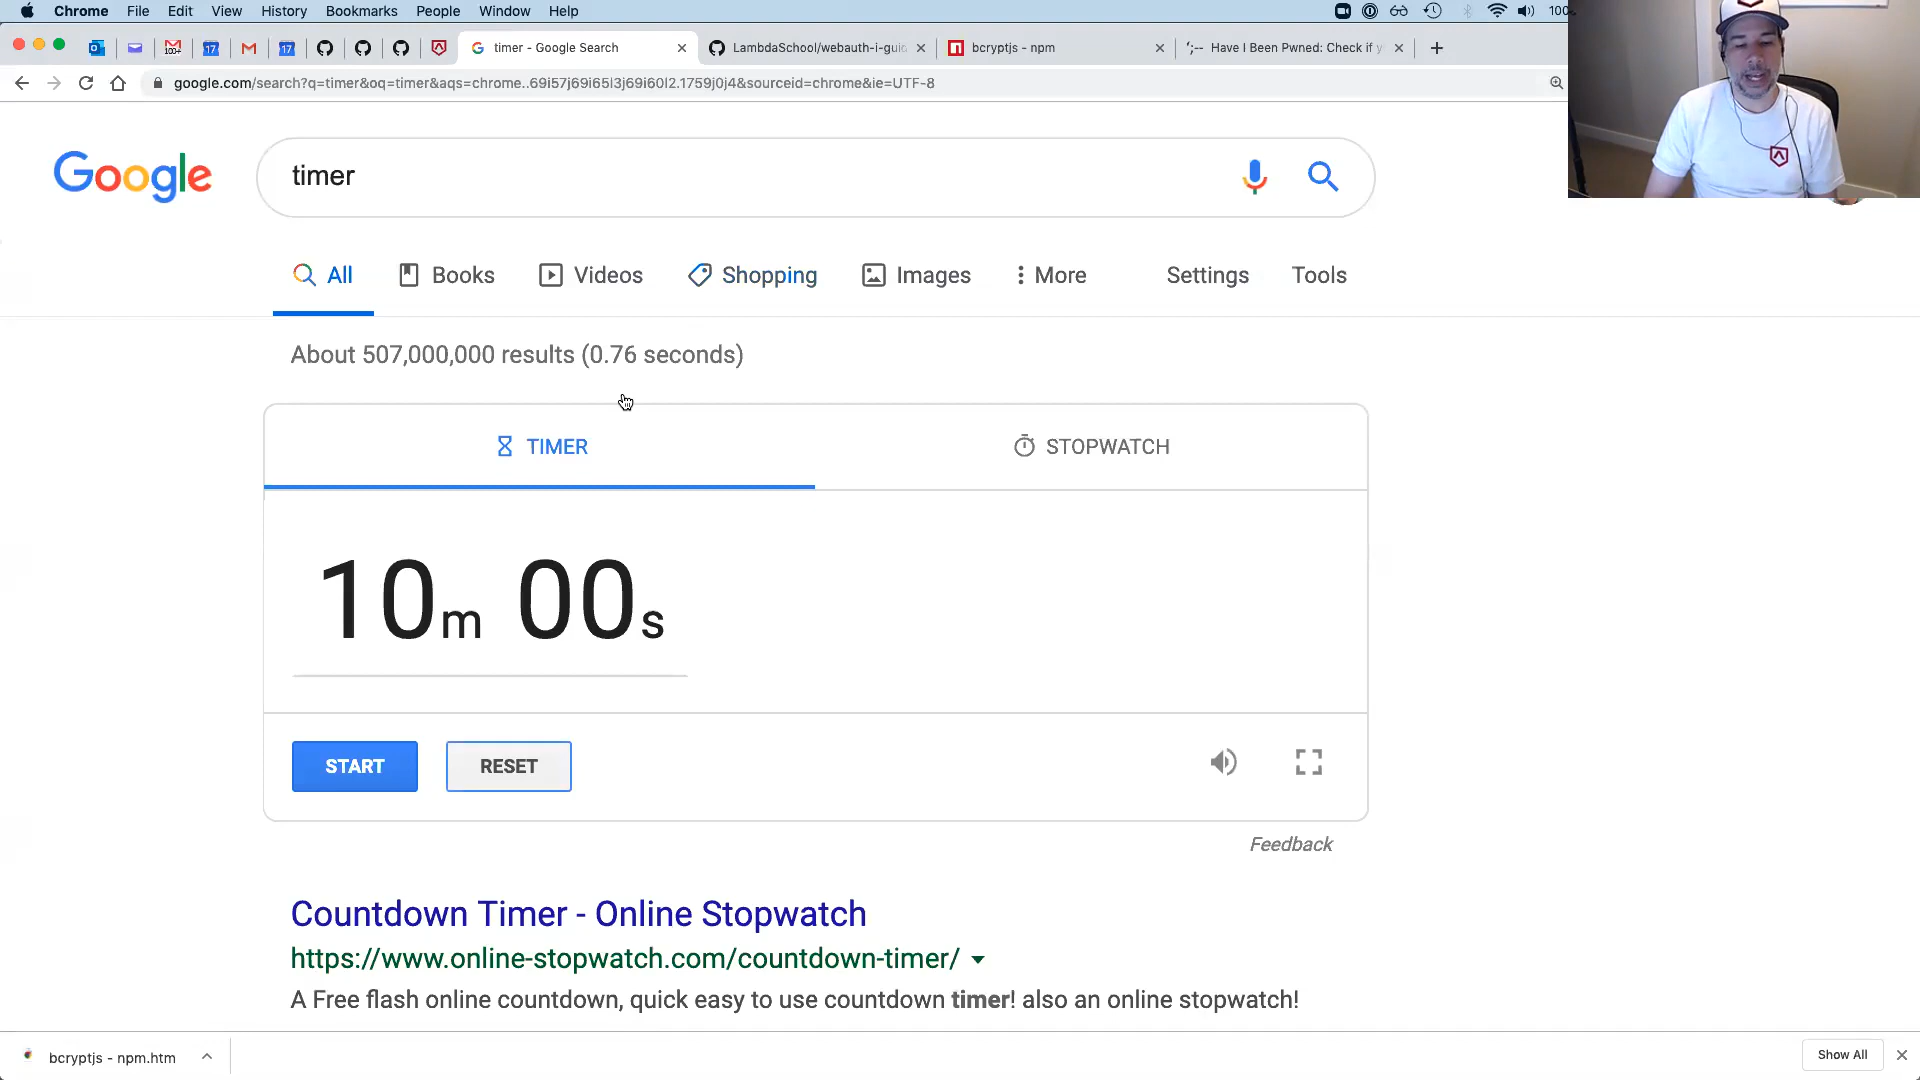 Chrome File Edit View History Bookmarks People Window Help 100
100+ 17 17 timer - Google Search LambdaSchool/webauth-i-guid bcryptjs - npm Have I Been Pwned: Check if y
google.com/search?q=timer&oq=timer&aqs=chrome..69i57j69i65l3j69i60l2.1759j0j4&sourceid=chrome&ie=UTF-8
Google timer
All Books Videos Shopping Images More Settings Tools
About 507,000,000 results (0.76 seconds)
TIMER STOPWATCH
10m 00s
START RESET
Feedback
Countdown Timer - Online Stopwatch
https://www.online-stopwatch.com/countdown-timer/
A Free flash online countdown, quick easy to use countdown timer! also an online stopwatch!
bcryptjs - npm.htm Show All